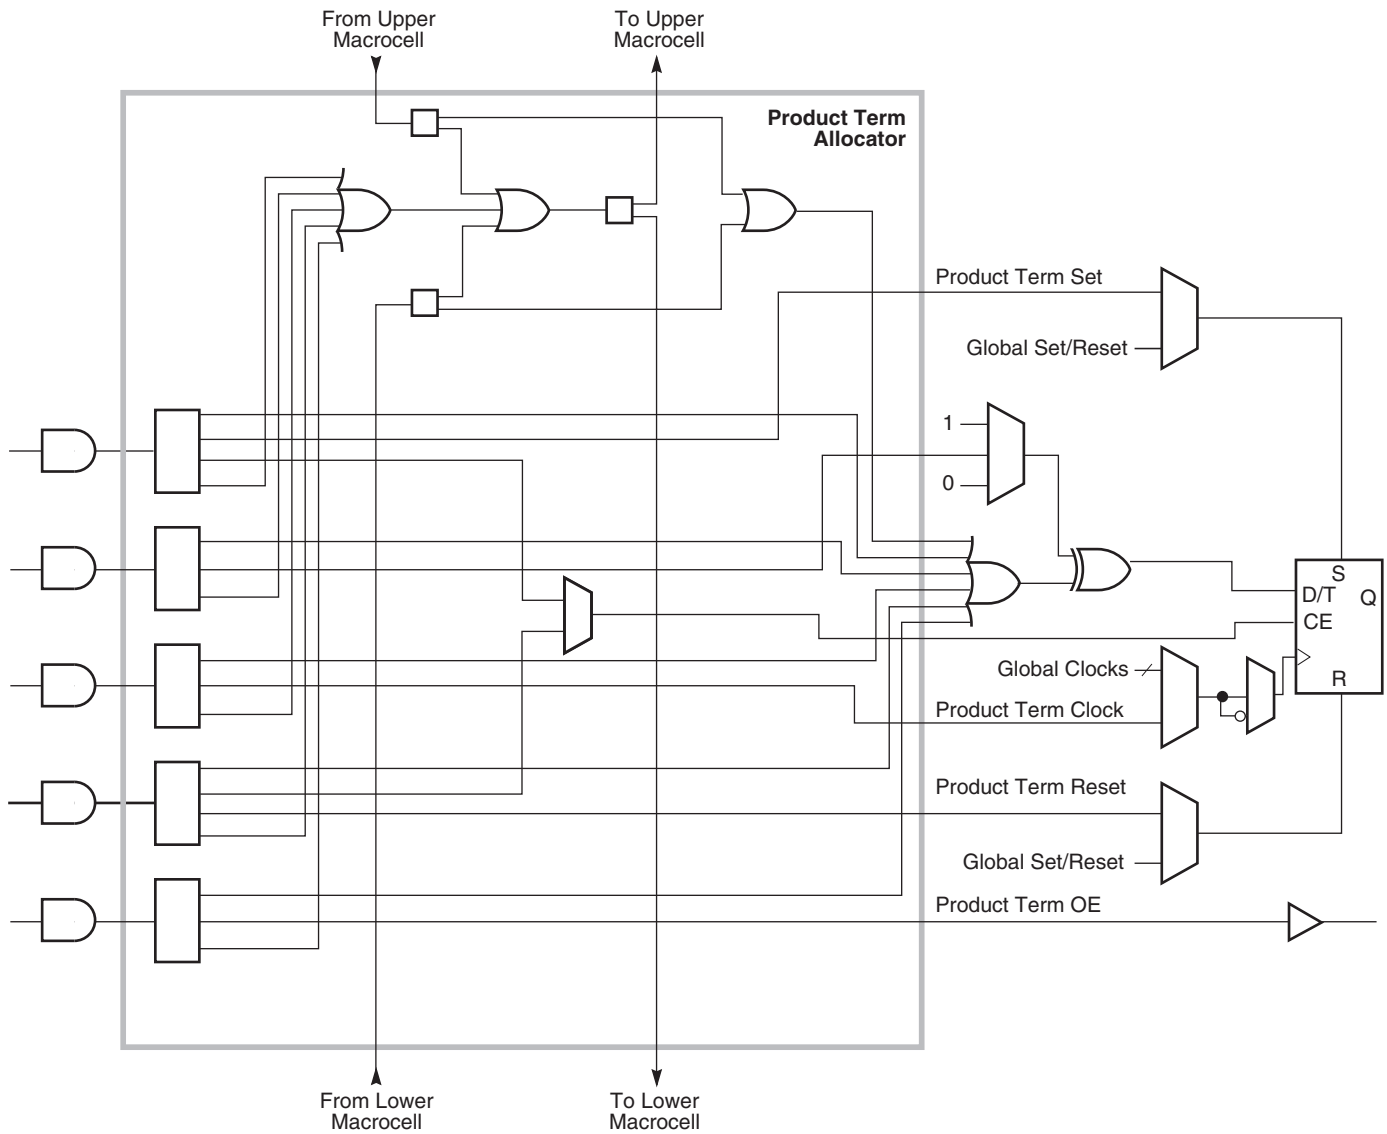 From Upper
Macrocell
To Upper
Macrocell
Product Term
Allocator
Product Term Set
Global Set/Reset
1
0
S
D/T
Q
CE
Global Clocks
R
Product Term Clock
Product Term Reset
Global Set/Reset
Product Term OE
From Lower
Macrocell
To Lower
Macrocell